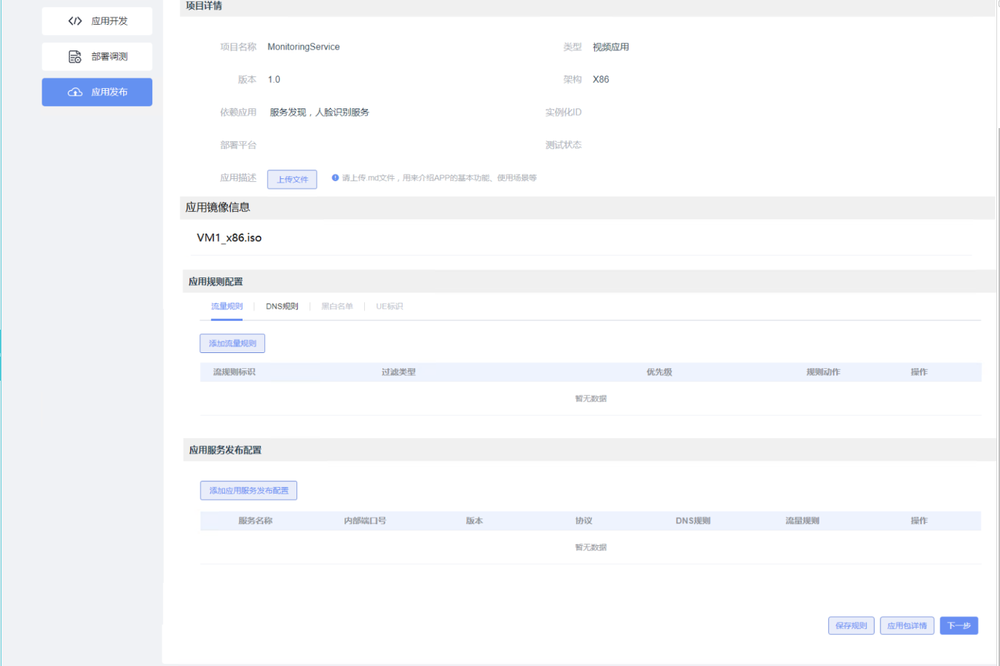 应用开发
部署调测
应用发布
项目详情
项目名称 MonitoringService 类型 视频应用
版本 1.0 架构 X86
依赖应用 服务发现，人脸识别服务 实例化ID
部署平台 测试状态
应用描述 上传文件 请上传.md文件，用来介绍APP的基本功能、使用场景等
应用镜像信息
VM1_x86.iso
应用规则配置
流量规则 DNS规则 黑白名单 UE标识
添加流量规则
流规则标识 过滤类型 优先级 规则动作 操作
暂无数据
应用服务发布配置
添加应用服务发布配置
服务名称 内部端口号 版本 协议 DNS规则 流量规则 操作
暂无数据
保存规则 应用包详情 下一步